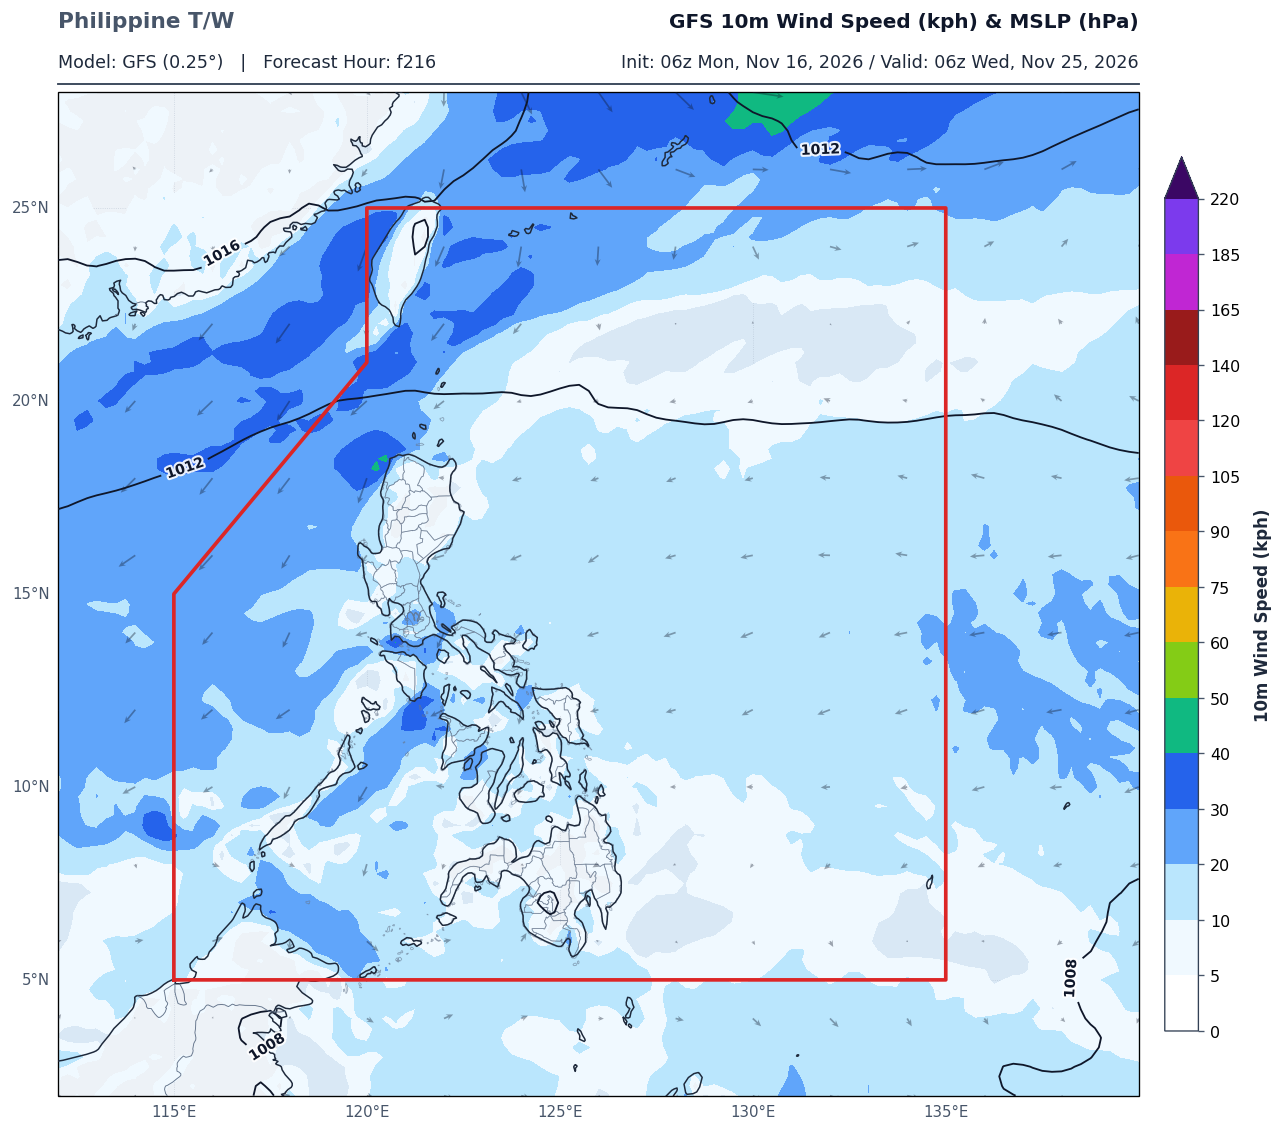 Philippine T/W
GFS 10m Wind Speed (kph) & MSLP (hPa)
Model: GFS (0.25°) | Forecast Hour: f216
Init: 06z Mon, Nov 16, 2026 / Valid: 06z Wed, Nov 25, 2026
1012
1016
1012
1008
1008
25°N
20°N
15°N
10°N
5°N
115°E
120°E
125°E
130°E
135°E
220
185
165
140
120
105
90
75
60
50
40
30
20
10
5
0
10m Wind Speed (kph)